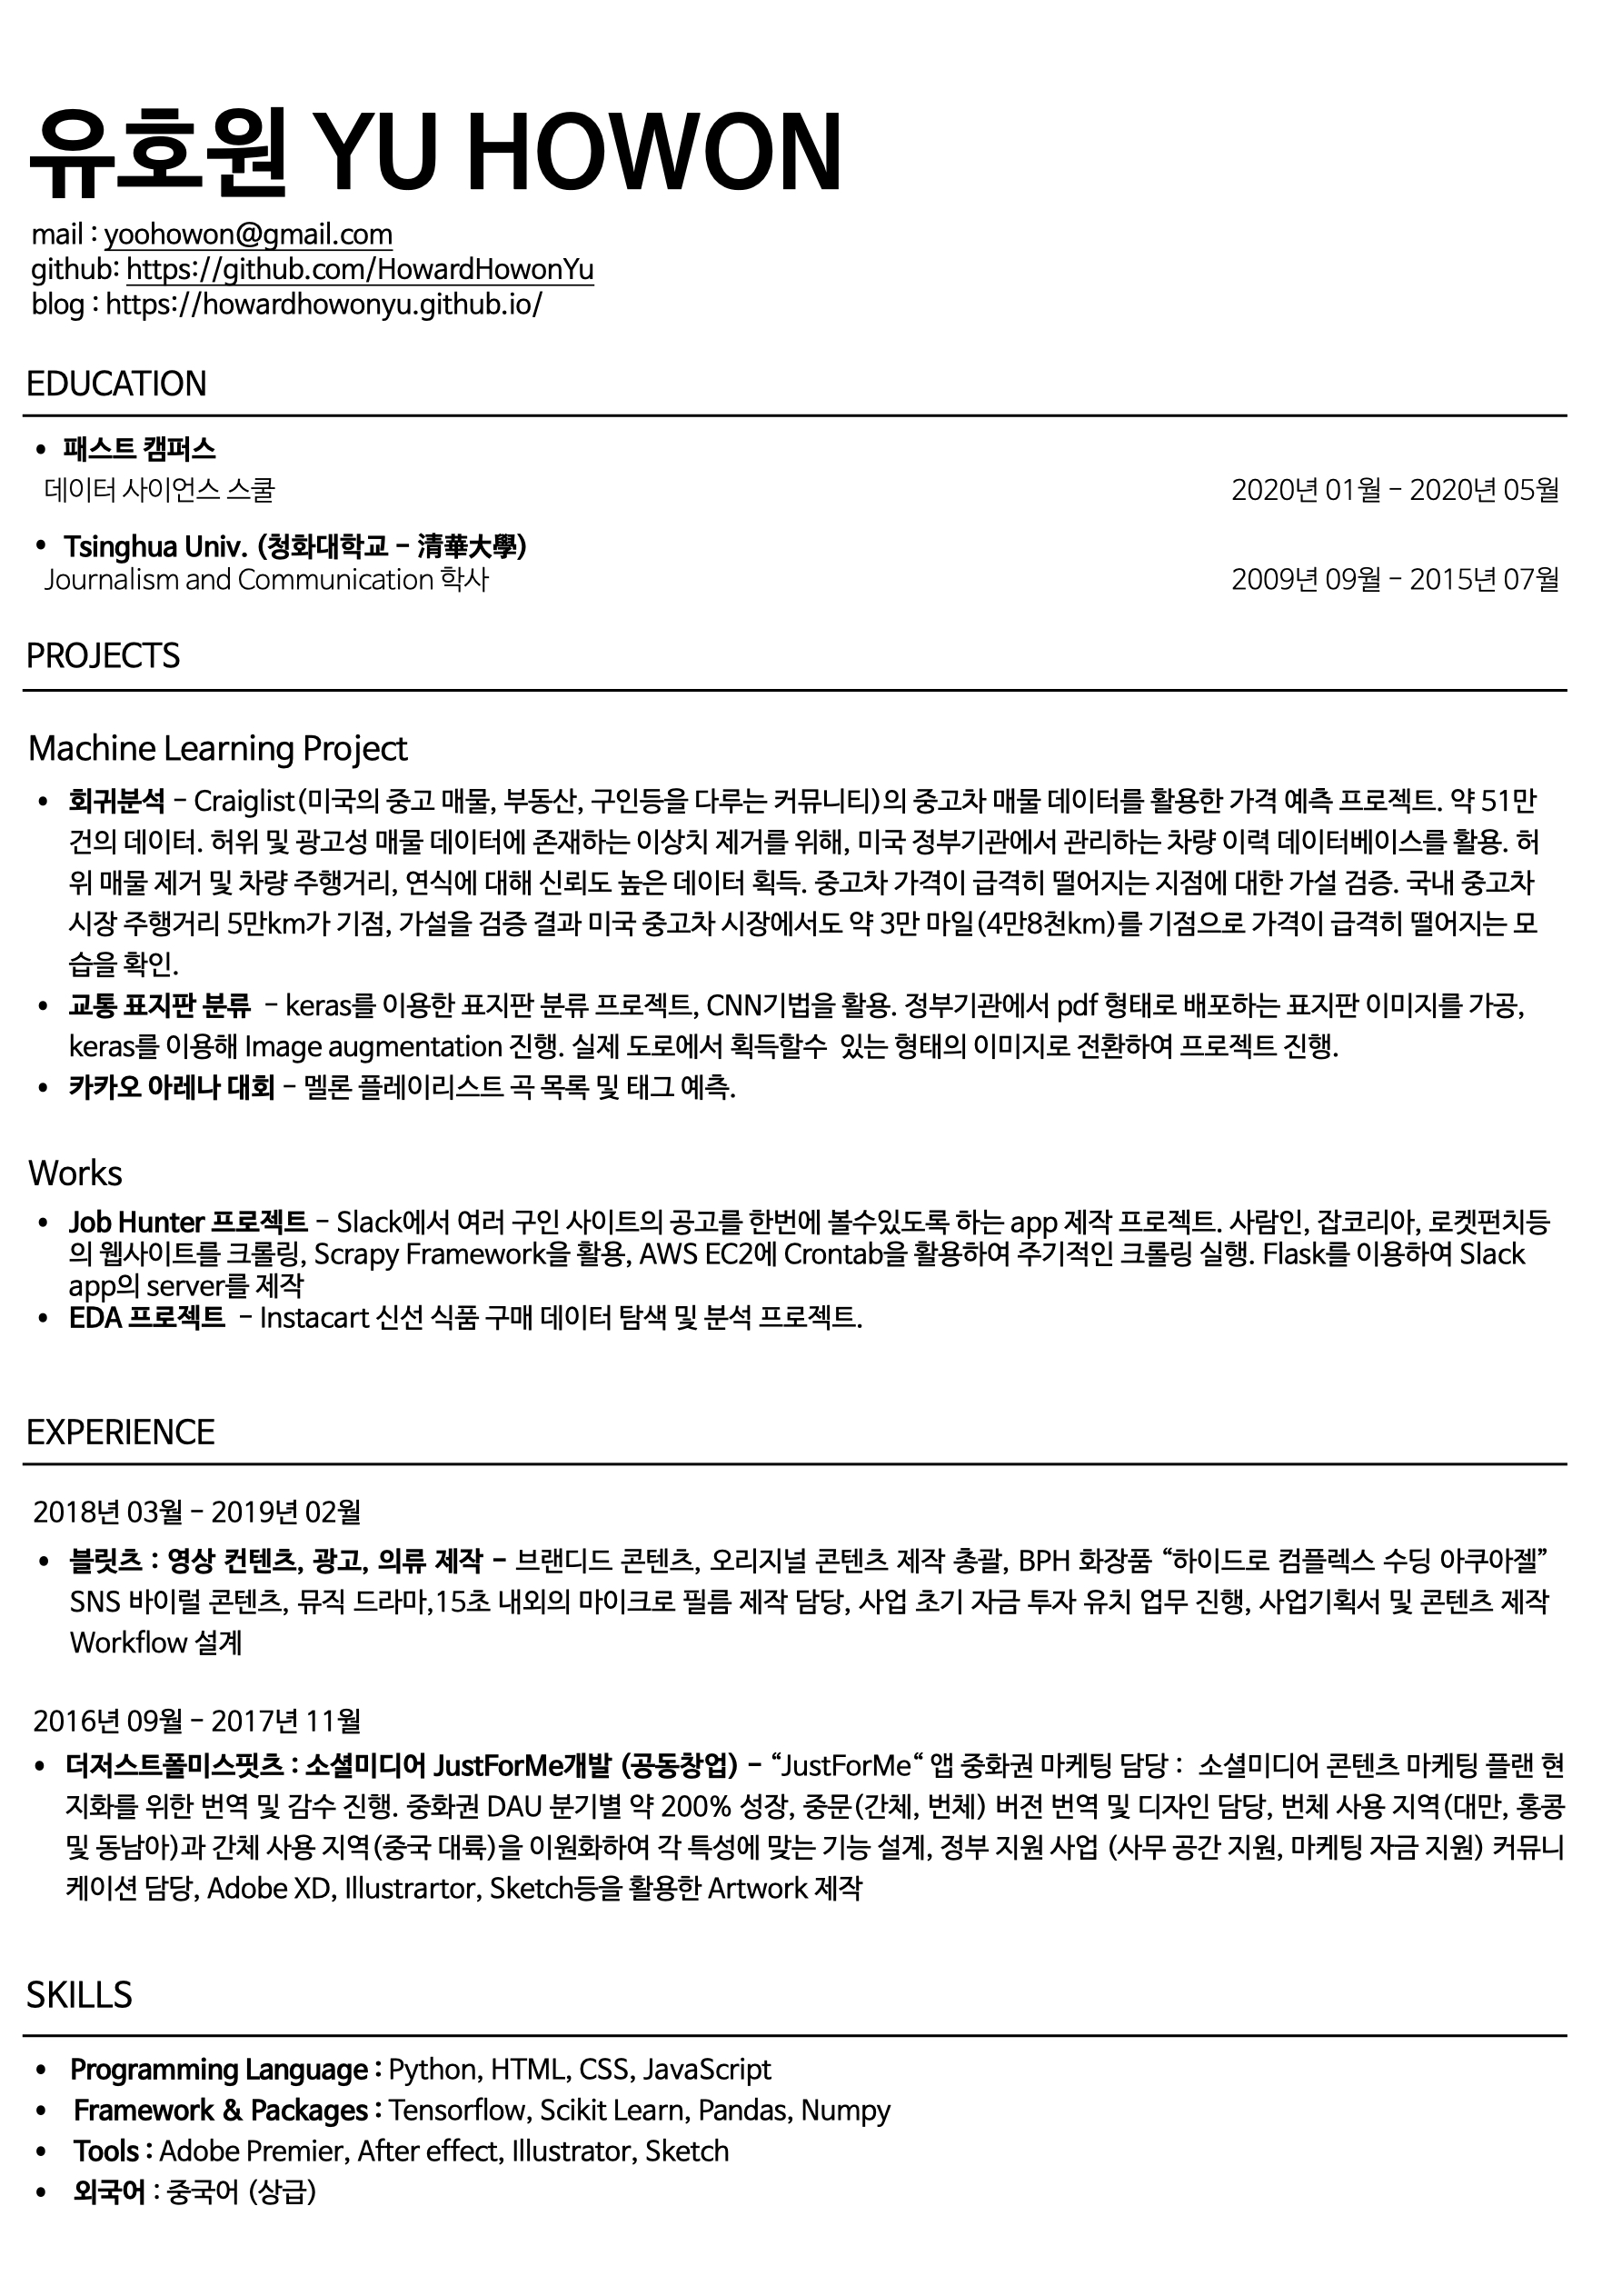 유호원 YU HOWON
mail : yoohowon@gmail.com
github: https://github.com/HowardHowonYu
blog : https://howardhowonyu.github.io/
EDUCATION
• 패스트 캠퍼스
데이터 사이언스 스쿨 2020년 01월 – 2020년 05월
• Tsinghua Univ. (청화대학교 – 清華大學)
Journalism and Communication 학사 2009년 09월 – 2015년 07월
PROJECTS
Machine Learning Project
• 회귀분석 – Craiglist(미국의 중고 매물, 부동산, 구인등을 다루는 커뮤니티)의 중고차 매물 데이터를 활용한 가격 예측 프로젝트. 약 51만
건의 데이터. 허위 및 광고성 매물 데이터에 존재하는 이상치 제거를 위해, 미국 정부기관에서 관리하는 차량 이력 데이터베이스를 활용. 허
위 매물 제거 및 차량 주행거리, 연식에 대해 신뢰도 높은 데이터 획득. 중고차 가격이 급격히 떨어지는 지점에 대한 가설 검증. 국내 중고차
시장 주행거리 5만km가 기점, 가설을 검증 결과 미국 중고차 시장에서도 약 3만 마일(4만8천km)를 기점으로 가격이 급격히 떨어지는 모
습을 확인.
• 교통 표지판 분류 – keras를 이용한 표지판 분류 프로젝트, CNN기법을 활용. 정부기관에서 pdf 형태로 배포하는 표지판 이미지를 가공,
keras를 이용해 Image augmentation 진행. 실제 도로에서 획득할수 있는 형태의 이미지로 전환하여 프로젝트 진행.
• 카카오 아레나 대회 – 멜론 플레이리스트 곡 목록 및 태그 예측.
Works
• Job Hunter 프로젝트 – Slack에서 여러 구인 사이트의 공고를 한번에 볼수있도록 하는 app 제작 프로젝트. 사람인, 잡코리아, 로켓펀치등
의 웹사이트를 크롤링, Scrapy Framework을 활용, AWS EC2에 Crontab을 활용하여 주기적인 크롤링 실행. Flask를 이용하여 Slack
app의 server를 제작
• EDA 프로젝트 – Instacart 신선 식품 구매 데이터 탐색 및 분석 프로젝트.
EXPERIENCE
2018년 03월 – 2019년 02월
• 블릿츠 : 영상 컨텐츠, 광고, 의류 제작 – 브랜디드 콘텐츠, 오리지널 콘텐츠 제작 총괄, BPH 화장품 “하이드로 컴플렉스 수딩 아쿠아젤”
SNS 바이럴 콘텐츠, 뮤직 드라마,15초 내외의 마이크로 필름 제작 담당, 사업 초기 자금 투자 유치 업무 진행, 사업기획서 및 콘텐츠 제작
Workflow 설계
2016년 09월 – 2017년 11월
• 더저스트폴미스핏츠 : 소셜미디어 JustForMe개발 (공동창업) – “JustForMe“ 앱 중화권 마케팅 담당 : 소셜미디어 콘텐츠 마케팅 플랜 현
지화를 위한 번역 및 감수 진행. 중화권 DAU 분기별 약 200% 성장, 중문(간체, 번체) 버전 번역 및 디자인 담당, 번체 사용 지역(대만, 홍콩
및 동남아)과 간체 사용 지역(중국 대륙)을 이원화하여 각 특성에 맞는 기능 설계, 정부 지원 사업 (사무 공간 지원, 마케팅 자금 지원) 커뮤니
케이션 담당, Adobe XD, Illustrartor, Sketch등을 활용한 Artwork 제작
SKILLS
• Programming Language : Python, HTML, CSS, JavaScript
• Framework & Packages : Tensorflow, Scikit Learn, Pandas, Numpy
• Tools : Adobe Premier, After effect, Illustrator, Sketch
• 외국어 : 중국어 (상급)